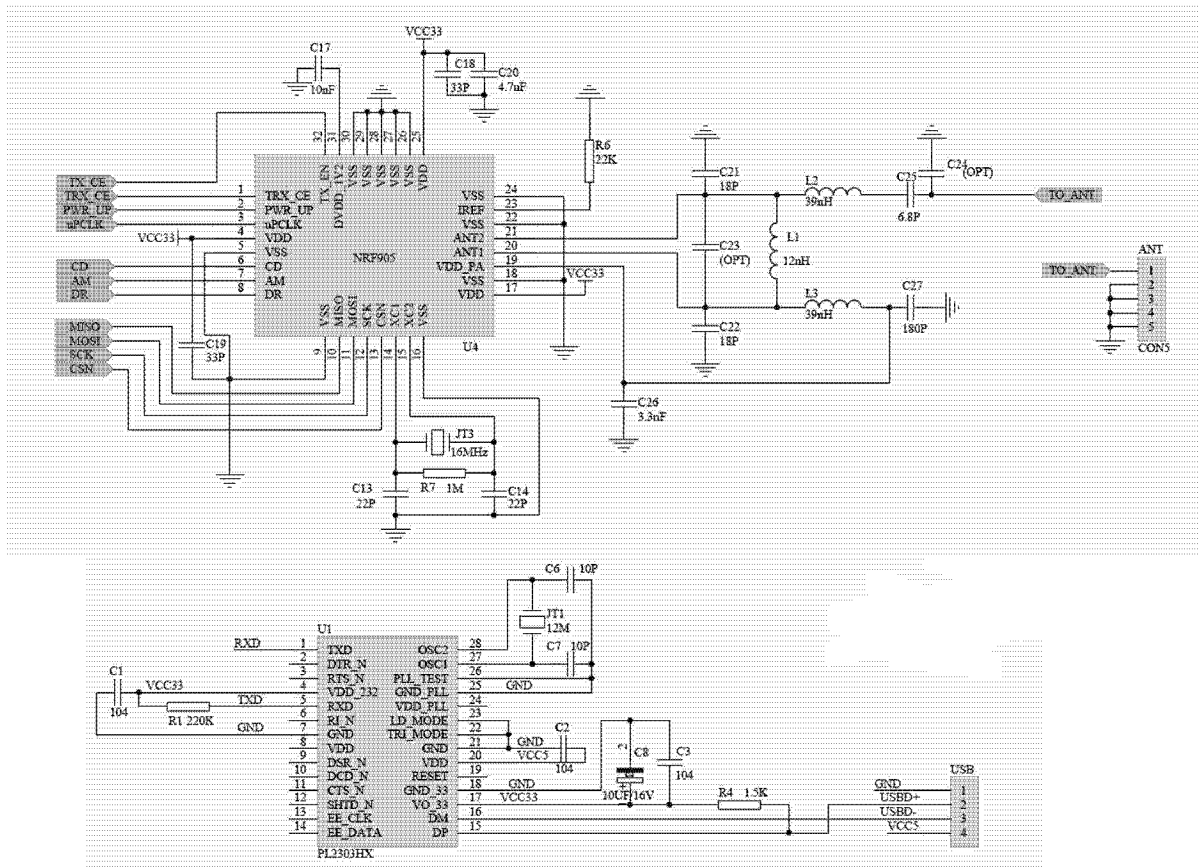 VCC33
C17
10nF
C18
33P
C20
4.7nF
32
31
30
29
28
27
26
25
TX_EN
DVDD_1V2
VSS
VSS
VSS
VSS
VSS
VDD
R6
22K
TX_CE
TRX_CE
PWR_UP
uPCLK
VCC33
CD
AM
DR
MISO
MOSI
SCK
CSN
1 TRX_CE
2 PWR_UP
3 uPCLK
4 VDD
5 VSS
6 CD
7 AM
8 DR
NRF905
VSS 24
IREF 23
VSS 22
ANT2 21
ANT1 20
VDD_PA 19
VSS 18
VDD 17
VCC33
VSS
MISO
MOSI
SCK
CSN
XC1
XC2
VSS
9
10
11
12
13
14
15
16
U4
C19
33P
C21
18P
C23
(OPT)
C22
18P
L2
39nH
L1
12nH
L3
39nH
C25
6.8P
C24
(OPT)
TO_ANT
C27
180P
C26
3.3nF
TO_ANT
ANT
1
2
3
4
5
CON5
JT3
16MHz
R7 1M
C13
22P
C14
22P
C6 10P
JT1
12M
C7 10P
U1
RXD
1 TXD
2 DTR_N
3 RTS_N
4 VDD_232
5 RXD
6 RI_N
7 GND
8 VDD
9 DSR_N
10 DCD_N
11 CTS_N
12 SHTD_N
13 EE_CLK
14 EE_DATA
OSC2 28
OSC1 27
PLL_TEST 26
GND_PLL 25
VDD_PLL 24
LD_MODE 23
TRI_MODE 22
GND 21
VDD 20
RESET 19
GND_33 18
VO_33 17
DM 16
DP 15
PL2303HX
C1
104
VCC33
R1 220K
TXD
GND
GND
GND
VCC5
C2
104
GND
VCC33
2
C8
10UF/16V
C3
104
R4 1.5K
USB
GND 1
USBD+ 2
USBD- 3
VCC5 4